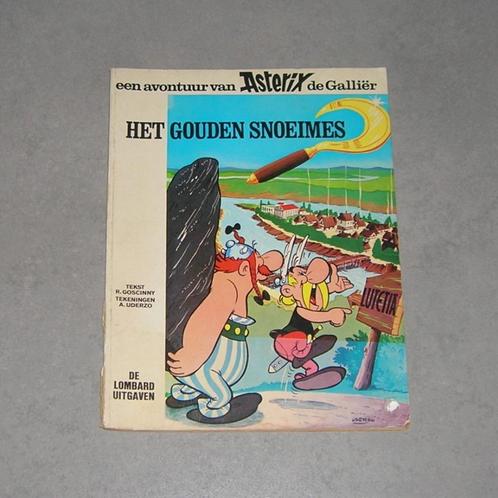 een avontuur van Asterix de Galliër
HET GOUDEN SNOEIMES
LUTETIA
TEKST
R. GOSCINNY
TEKENINGEN
A. UDERZO
DE
LOMBARD
UITGAVEN